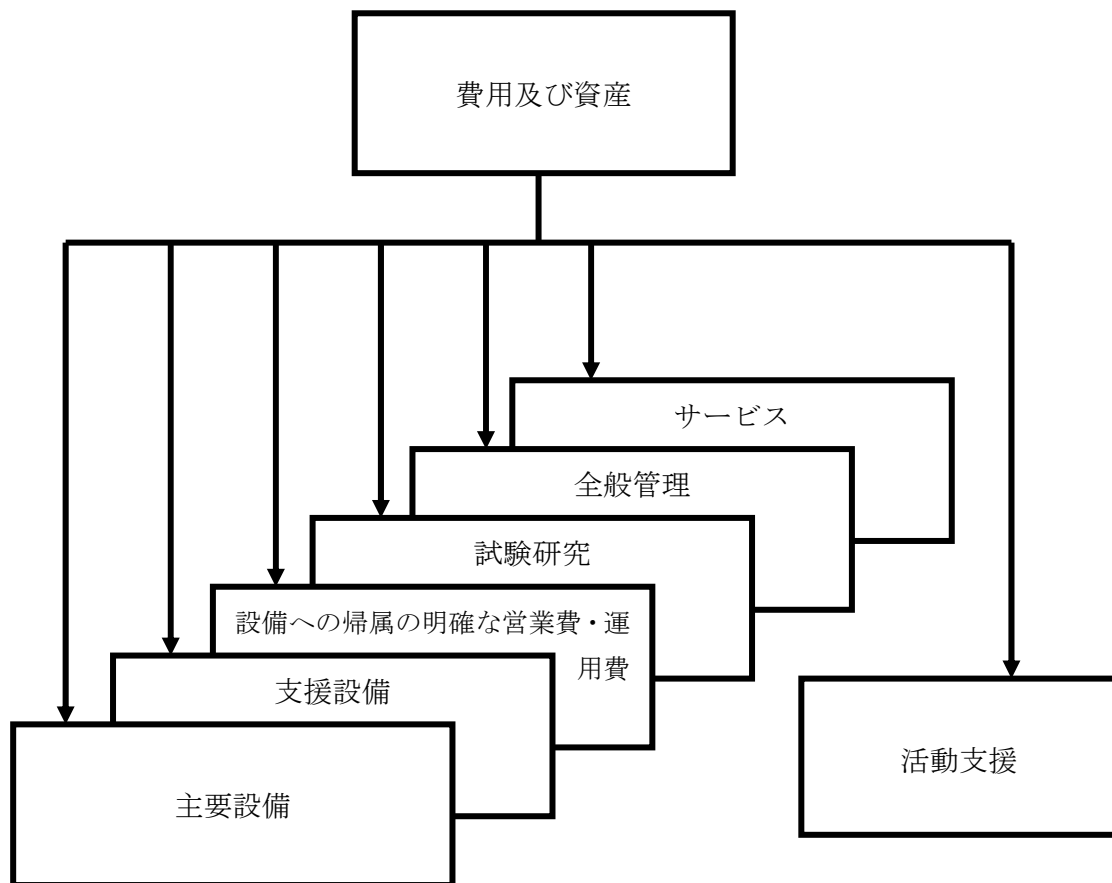 費用及び資産
サービス
全般管理
試験研究
設備への帰属の明確な営業費・運
用費
支援設備
主要設備
活動支援